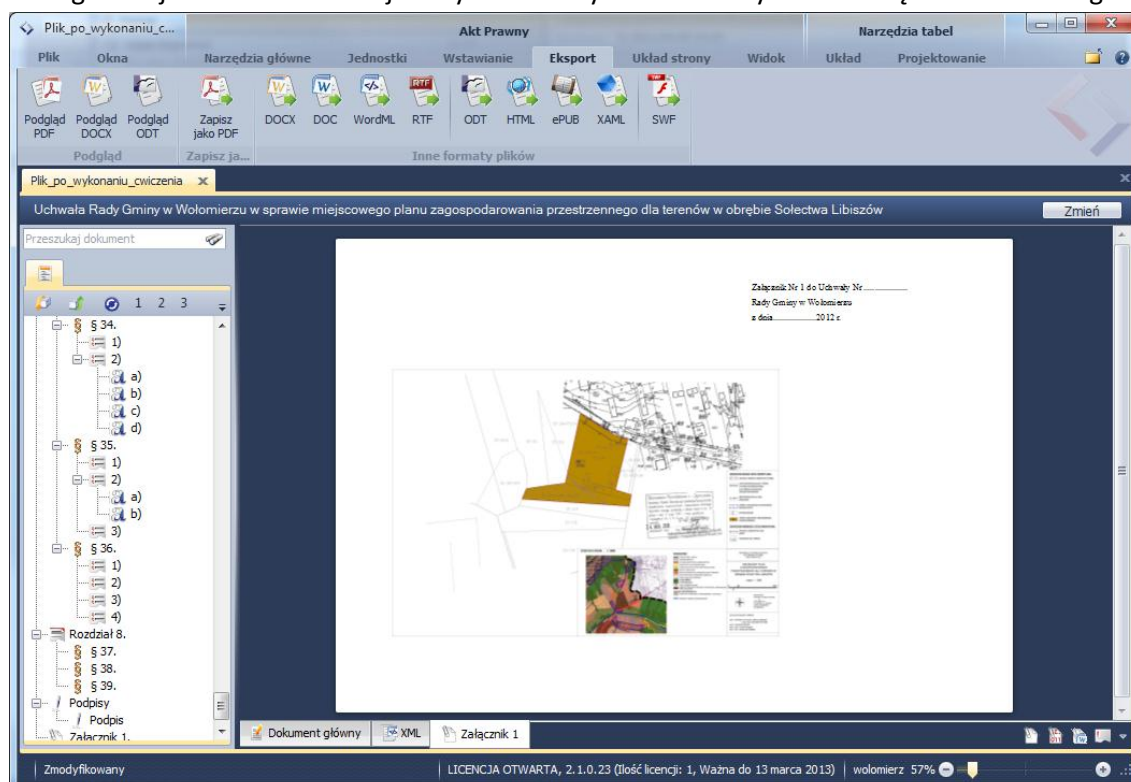 Plik_po_wykonaniu_c...
Akt Prawny
Narzędzia tabel
Plik Okna Narzędzia główne Jednostki Wstawianie Eksport Układ strony Widok Układ Projektowanie
Podgląd PDF
Podgląd DOCX
Podgląd ODT
Zapisz jako PDF
DOCX DOC WordML RTF ODT HTML ePUB XAML SWF
Podgląd Zapisz ja... Inne formaty plików
Plik_po_wykonaniu_cwiczenia
Uchwała Rady Gminy w Wołomierzu w sprawie miejscowego planu zagospodarowania przestrzennego dla terenów w obrębie Sołectwa Libiszów
Zmień
Przeszukaj dokument
1 2 3
§ 34.
1)
2)
a)
b)
c)
d)
§ 35.
1)
2)
a)
b)
3)
§ 36.
1)
2)
3)
4)
Rozdział 8.
§ 37.
§ 38.
§ 39.
Podpisy
Podpis
Załącznik 1.
Załącznik Nr 1 do Uchwały Nr
Rady Gminy w Wołomierzu
z dnia 2012 r.
Dokument główny XML Załącznik 1
Zmodyfikowany
LICENCJA OTWARTA, 2.1.0.23 (Ilość licencji: 1, Ważna do 13 marca 2013) wolomierz 57%